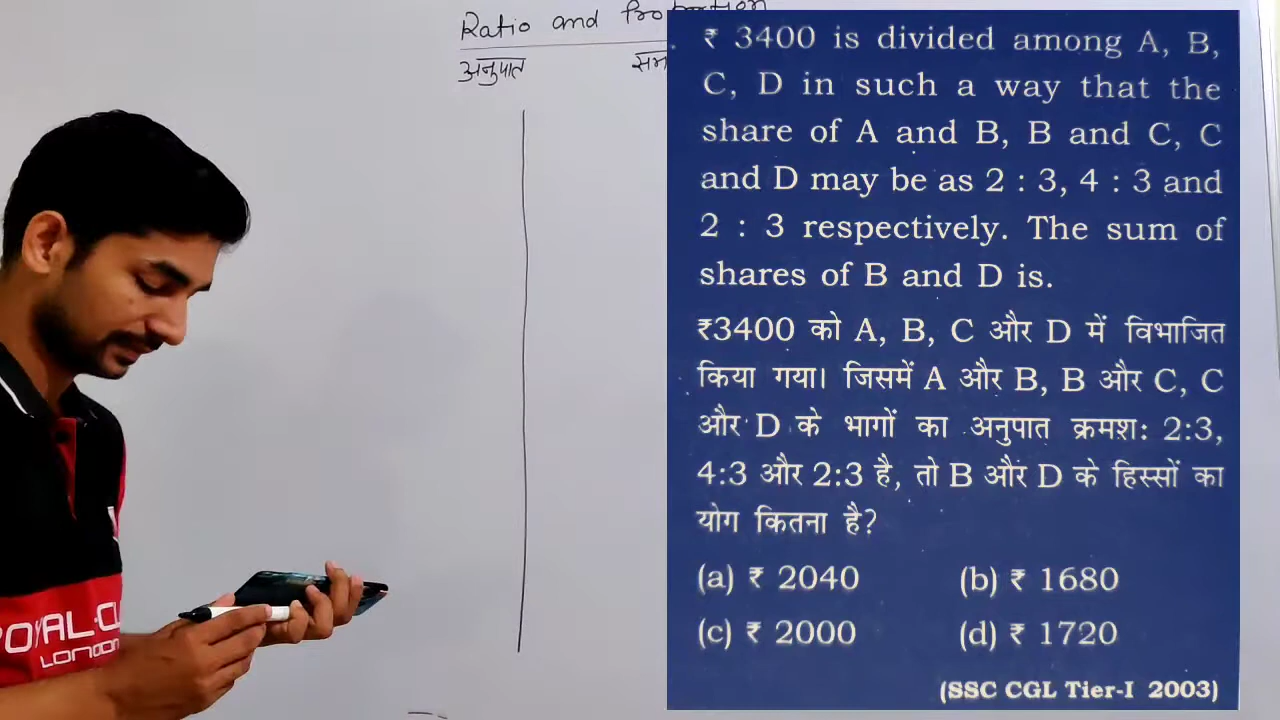 Ratio and
अनुपात
₹ 3400 is divided among A, B,
C, D in such a way that the
share of A and B, B and C, C
and D may be as 2 : 3, 4 : 3 and
2 : 3 respectively. The sum of
shares of B and D is.
₹3400 को A, B, C और D में विभाजित
किया गया। जिसमें A और B, B और C, C
और D के भागों का अनुपात क्रमश: 2:3,
4:3 और 2:3 है, तो B और D के हिस्सों का
योग कितना है?
(a) ₹ 2040 (b) ₹ 1680
(c) ₹ 2000 (d) ₹ 1720
(SSC CGL Tier-I 2003)
LONDON